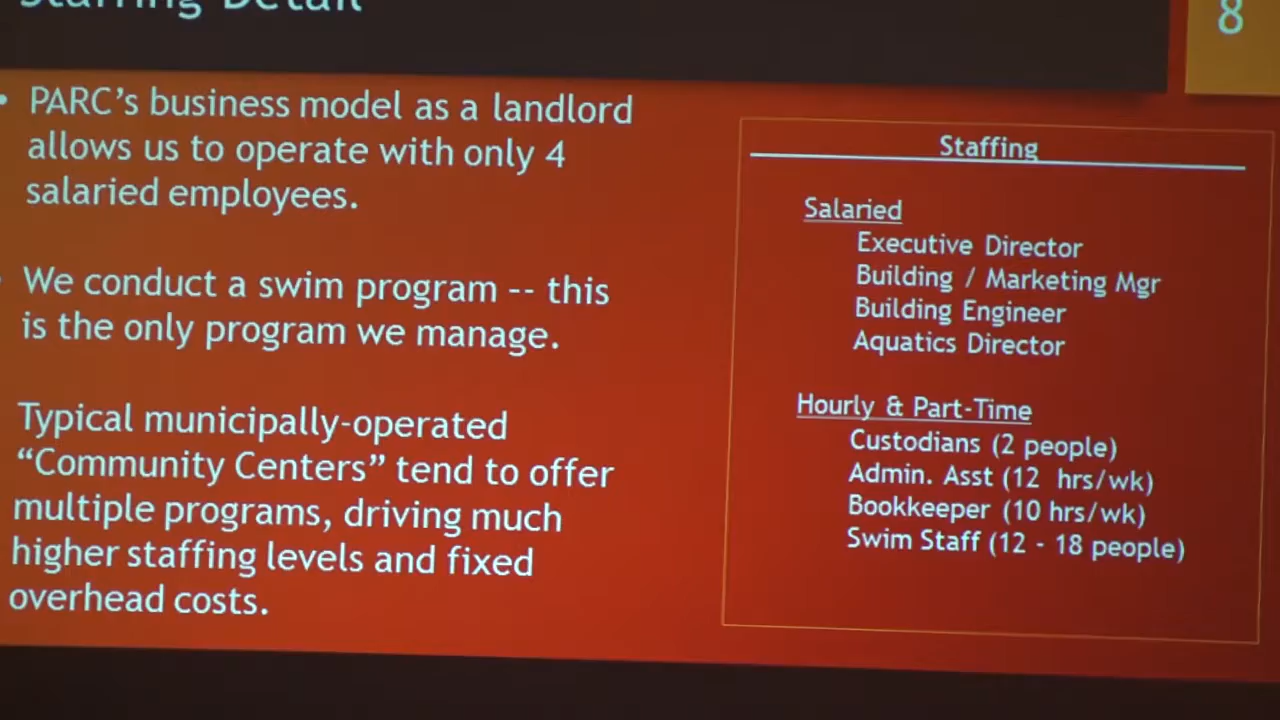 Staffing Detail
8
• PARC's business model as a landlord
allows us to operate with only 4
salaried employees.
We conduct a swim program -- this
is the only program we manage.
Typical municipally-operated
“Community Centers” tend to offer
multiple programs, driving much
higher staffing levels and fixed
overhead costs.
Staffing
Salaried
Executive Director
Building / Marketing Mgr
Building Engineer
Aquatics Director
Hourly & Part-Time
Custodians (2 people)
Admin. Asst (12 hrs/wk)
Bookkeeper (10 hrs/wk)
Swim Staff (12 - 18 people)